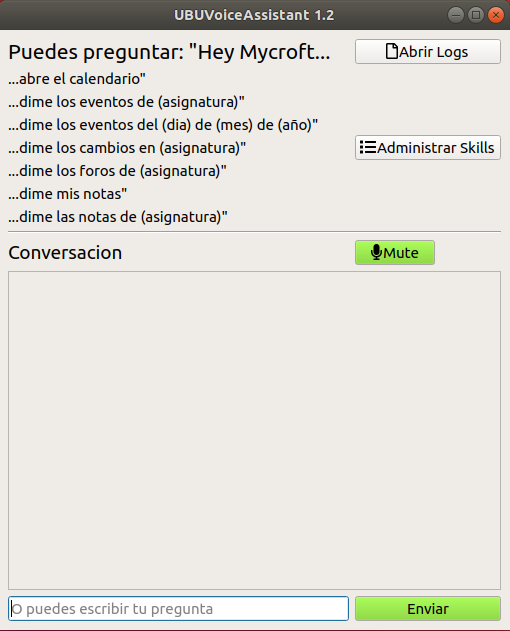 UBUVoiceAssistant 1.2
Puedes preguntar: "Hey Mycroft...
Abrir Logs
...abre el calendario"
...dime los eventos de (asignatura)"
...dime los eventos del (dia) de (mes) de (año)"
...dime los cambios en (asignatura)"
Administrar Skills
...dime los foros de (asignatura)"
...dime mis notas"
...dime las notas de (asignatura)"
Conversacion
Mute
O puedes escribir tu pregunta
Enviar